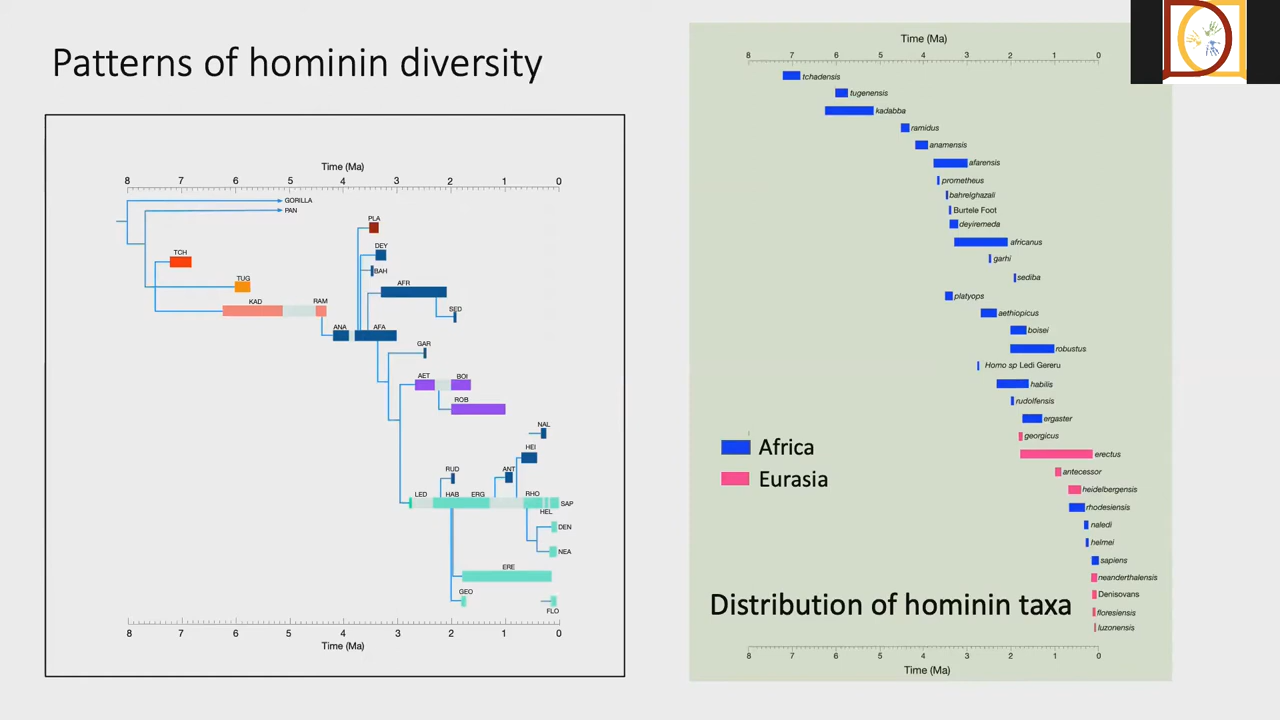 Patterns of hominin diversity
Time (Ma)
8 7 6 5 4 3 2 1 0
GORILLA
PAN
PLA
TCH
DEY
BAH
TUG
AFR
KAD
RAM
SED
ANA
AFA
GAR
AET
BOI
ROB
NAL
HEI
RUD
ANT
LED
HAB
ERG
RHO
SAP
HEL
DEN
NEA
ERE
GEO
FLO
8 7 6 5 4 3 2 1 0
Time (Ma)
Time (Ma)
8 7 6 5 4 3 2 1 0
tchadensis
tugenensis
kadabba
ramidus
anamensis
afarensis
prometheus
bahrelghazali
Burtele Foot
deyiremeda
africanus
garhi
sediba
platyops
aethiopicus
boisei
robustus
Homo sp Ledi Gereru
habilis
rudolfensis
ergaster
georgicus
erectus
antecessor
heidelbergensis
rhodesiensis
naledi
helmei
sapiens
neanderthalensis
Denisovans
floresiensis
luzonensis
Africa
Eurasia
Distribution of hominin taxa
8 7 6 5 4 3 2 1 0
Time (Ma)